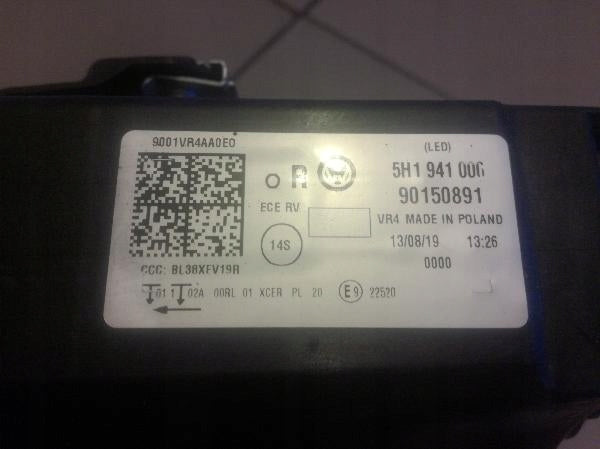 9001VR4AA0E0
(LED)
O R
5H1 941 006
90150891
ECE RV
VR4 MADE IN POLAND
14S
13/08/19 13:26
0000
CCC: BL38XFV19R
01 1 02A 00RL 01 XCER PL 20 E9 22520